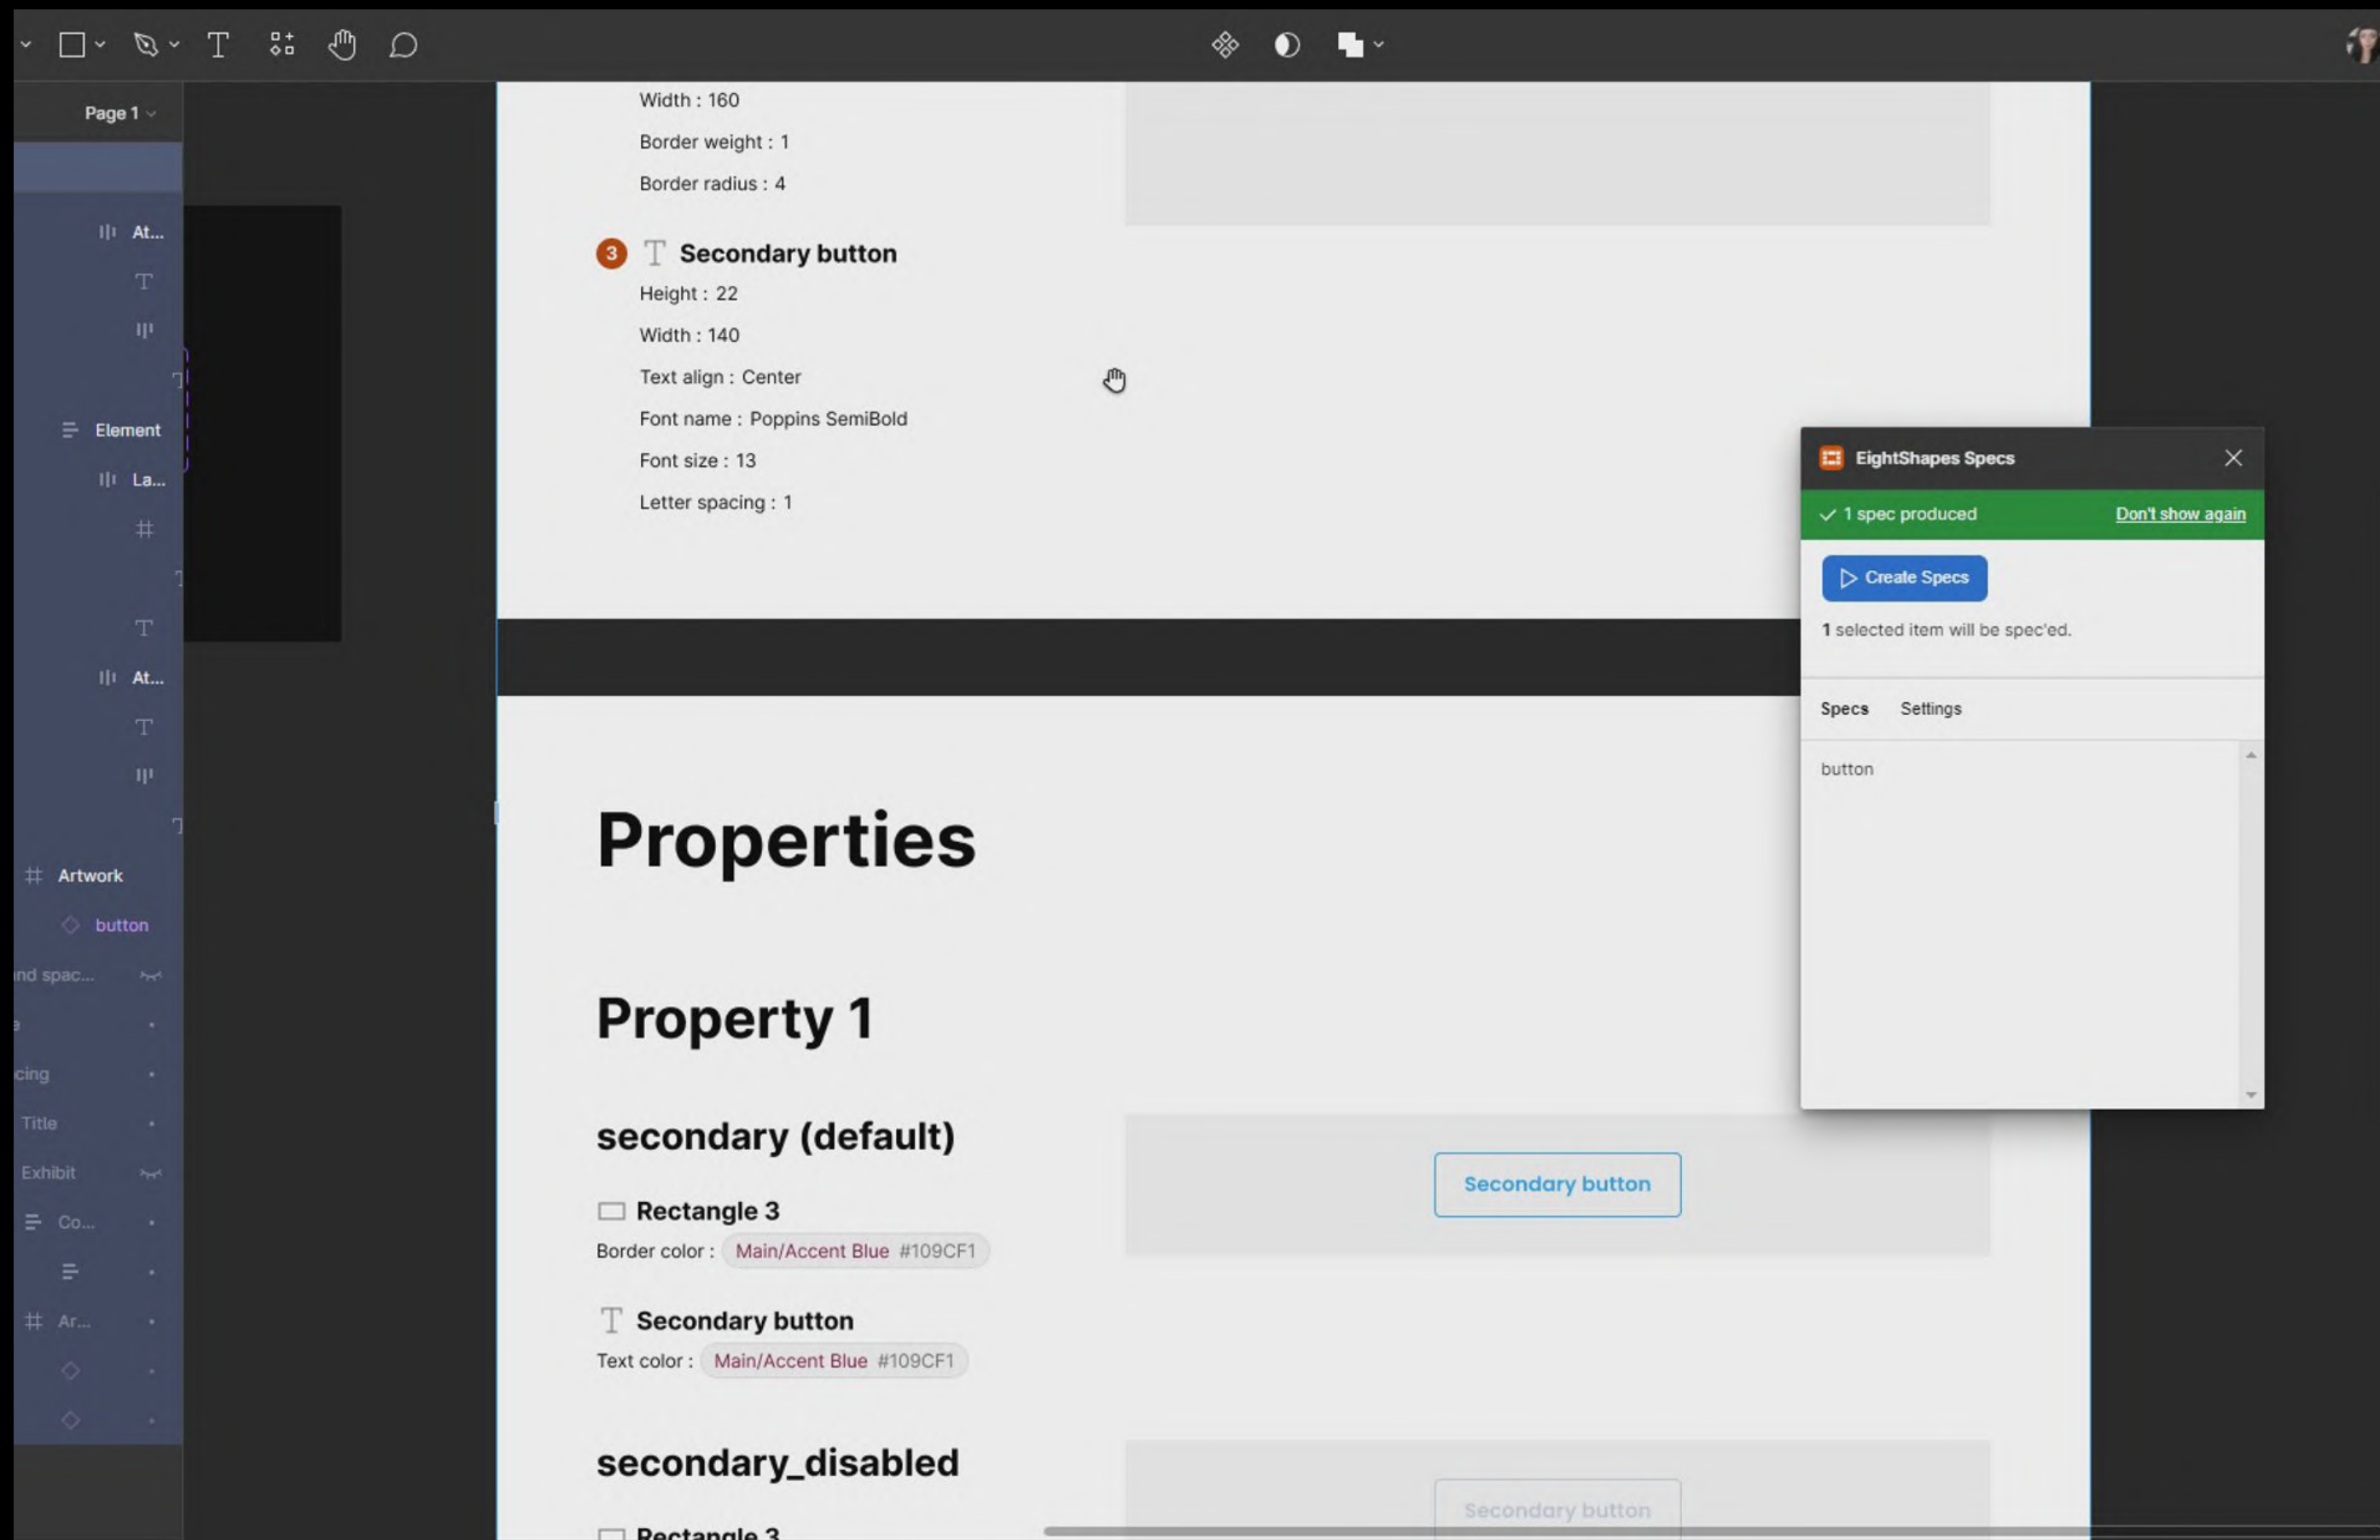 Page 1
Width : 160
Border weight : 1
Border radius : 4
At...
3 Secondary button
Height : 22
Width : 140
Text align : Center
Font name : Poppins SemiBold
Font size : 13
Letter spacing : 1
Element
La...
At...
EightShapes Specs
1 spec produced Don't show again
Create Specs
1 selected item will be spec'ed.
Specs Settings
button
Properties
Artwork
button
and spac...
Property 1
cing
Title
Exhibit
Co...
Ar...
secondary (default)
Secondary button
Rectangle 3
Border color : Main/Accent Blue #109CF1
Secondary button
Text color : Main/Accent Blue #109CF1
secondary_disabled
Secondary button
Rectangle 3